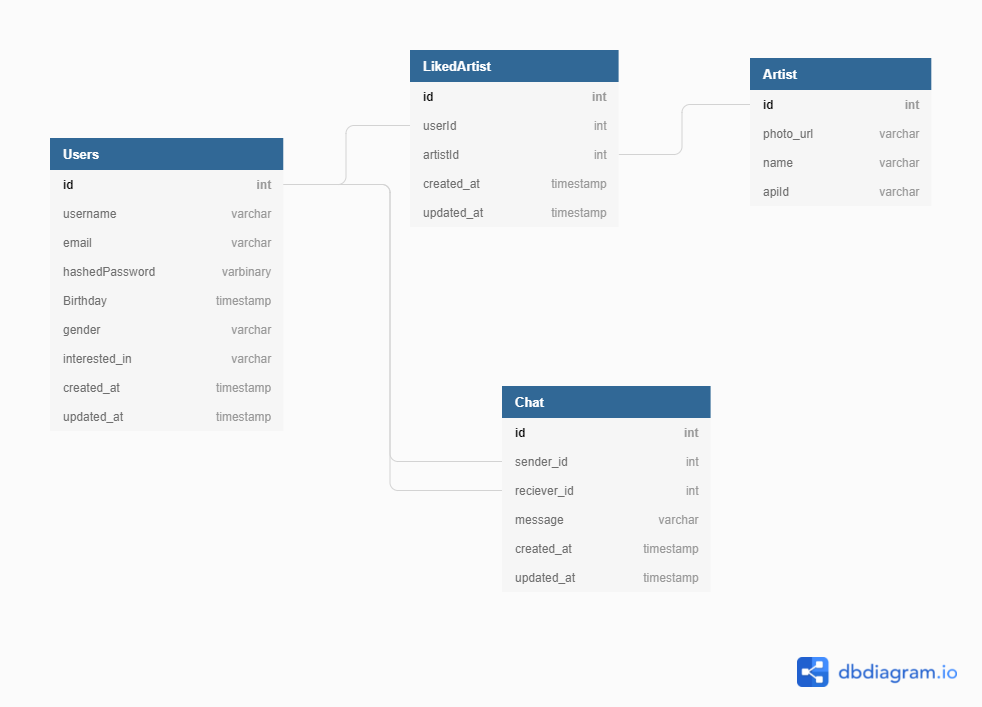 Users
id int
username varchar
email varchar
hashedPassword varbinary
Birthday timestamp
gender varchar
interested_in varchar
created_at timestamp
updated_at timestamp
LikedArtist
id int
userId int
artistId int
created_at timestamp
updated_at timestamp
Artist
id int
photo_url varchar
name varchar
apiId varchar
Chat
id int
sender_id int
reciever_id int
message varchar
created_at timestamp
updated_at timestamp
dbdiagram.io